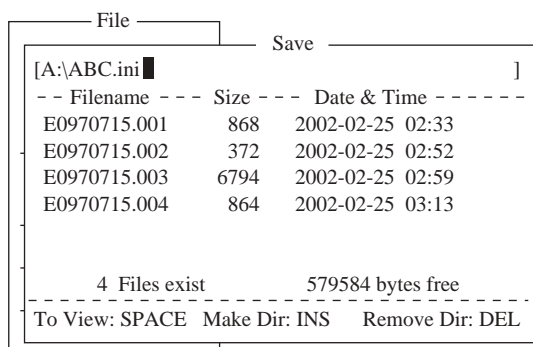 File
Save
[A:\ABC.ini ]
Filename Size Date & Time
E0970715.001 868 2002-02-25 02:33
E0970715.002 372 2002-02-25 02:52
E0970715.003 6794 2002-02-25 02:59
E0970715.004 864 2002-02-25 03:13
4 Files exist 579584 bytes free
To View: SPACE Make Dir: INS Remove Dir: DEL